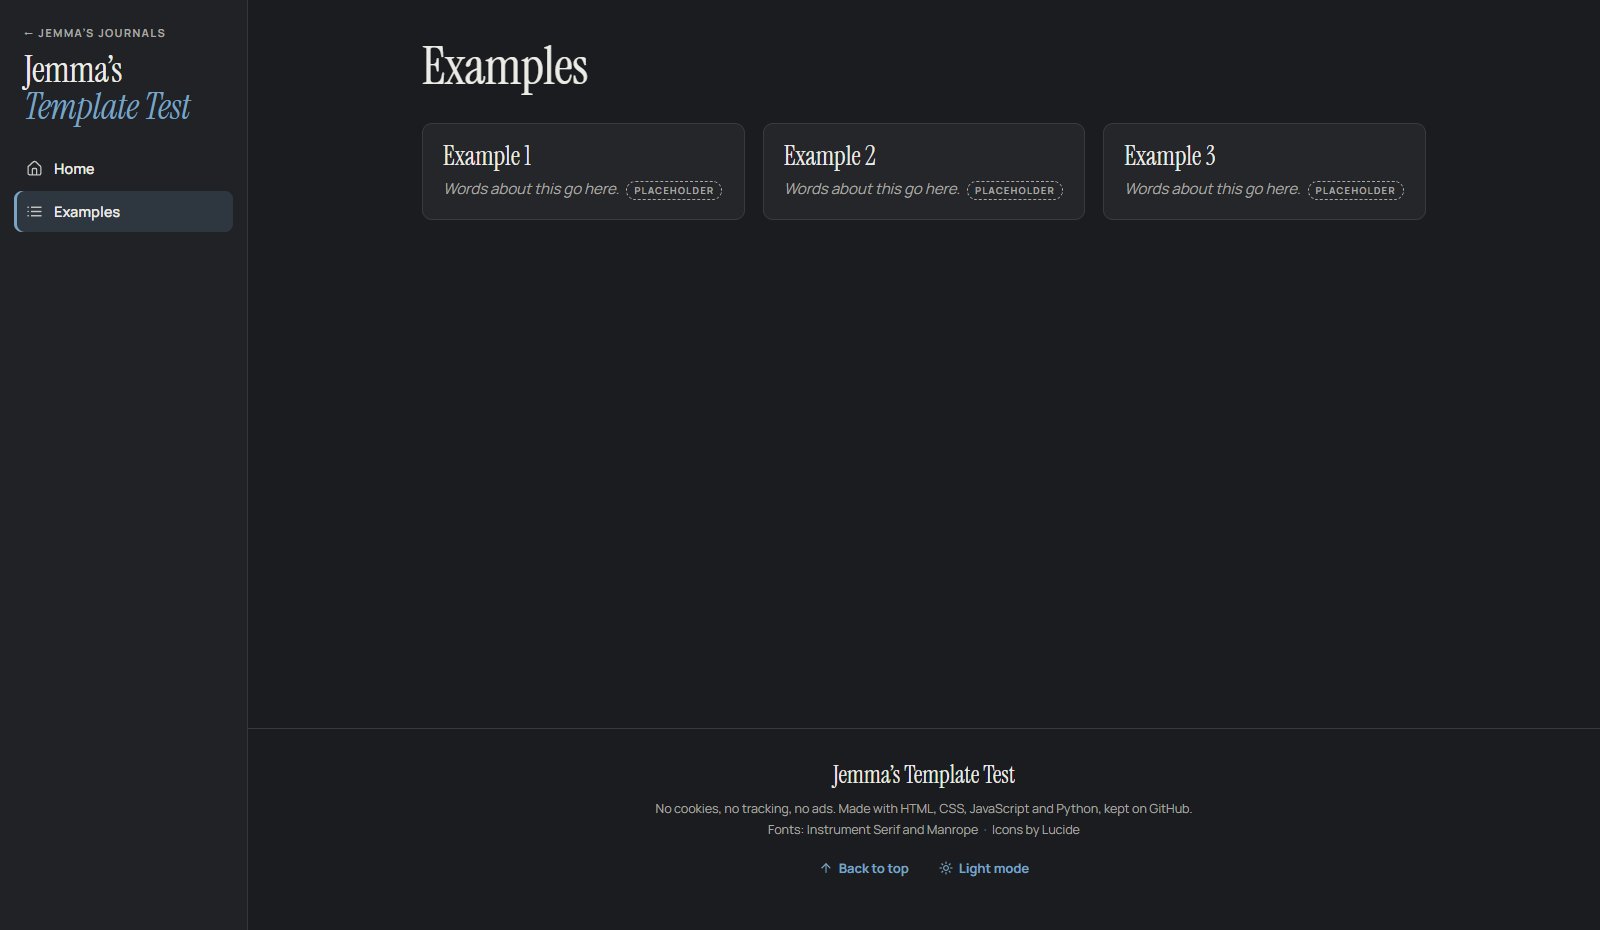 ← JEMMA’S JOURNALS
Jemma’s
Template Test
Home
Examples
Examples
Example 1
Words about this go here. PLACEHOLDER
Example 2
Words about this go here. PLACEHOLDER
Example 3
Words about this go here. PLACEHOLDER
Jemma’s Template Test
No cookies, no tracking, no ads. Made with HTML, CSS, JavaScript and Python, kept on GitHub.
Fonts: Instrument Serif and Manrope · Icons by Lucide
↑ Back to top
Light mode